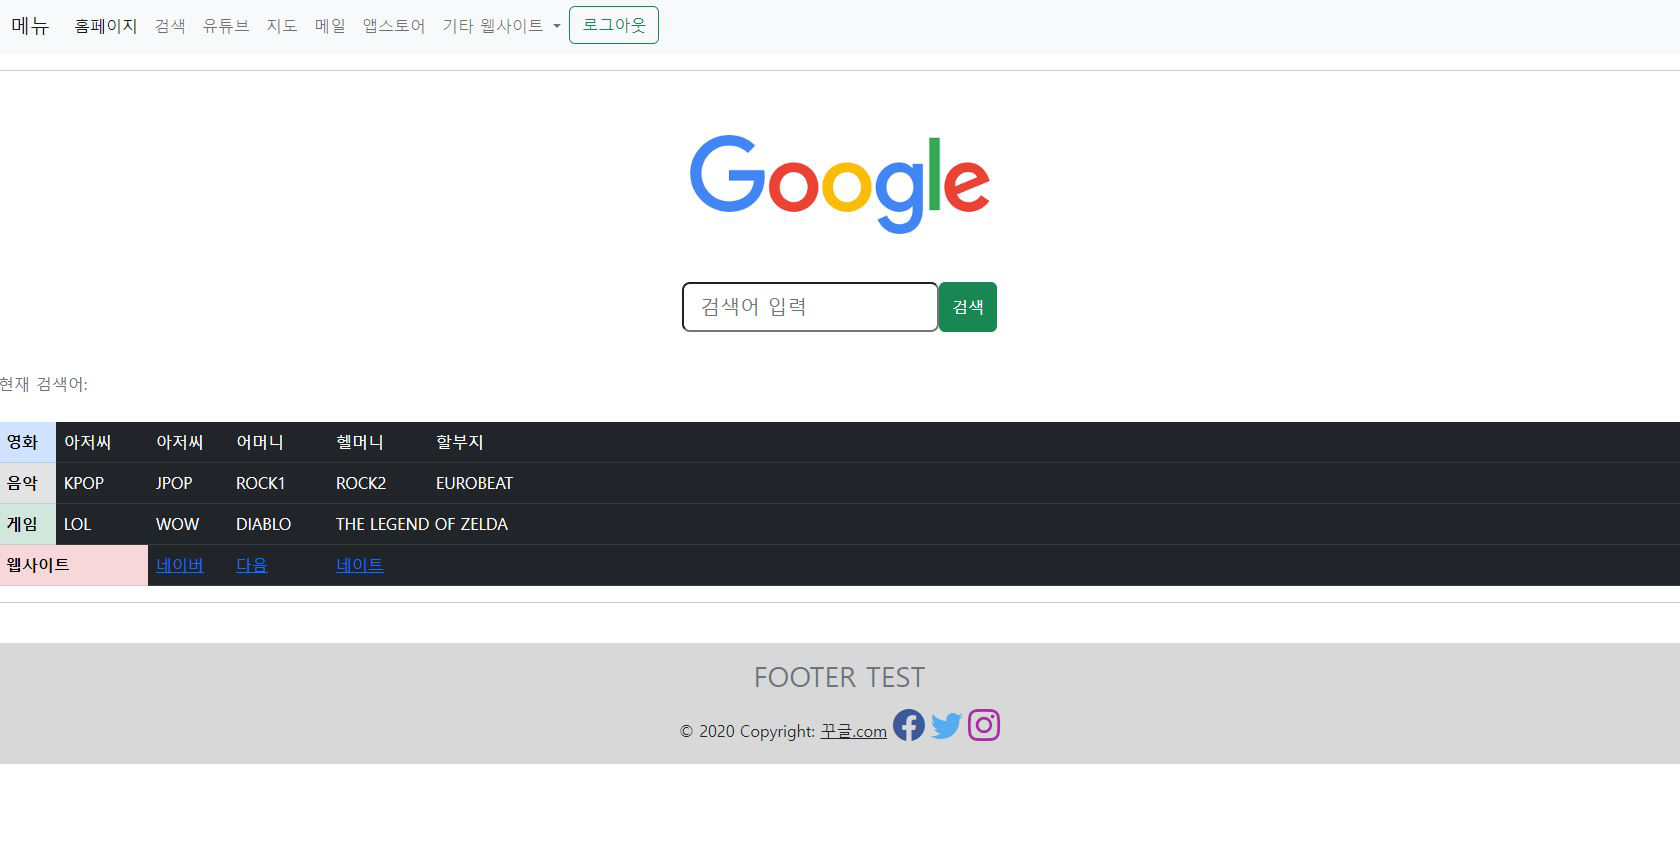 메뉴 홈페이지 검색 유튜브 지도 메일 앱스토어 기타 웹사이트 로그아웃
Google
검색어 입력 검색
현재 검색어:
영화 아저씨 아저씨 어머니 헬머니 할부지
음악 KPOP JPOP ROCK1 ROCK2 EUROBEAT
게임 LOL WOW DIABLO THE LEGEND OF ZELDA
웹사이트 네이버 다음 네이트
FOOTER TEST
© 2020 Copyright: 꾸글.com